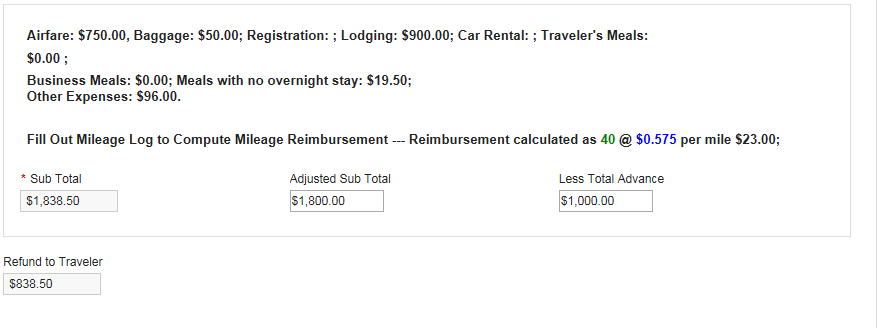 Airfare: $750.00, Baggage: $50.00; Registration: ; Lodging: $900.00; Car Rental: ; Traveler's Meals:
$0.00 ;
Business Meals: $0.00; Meals with no overnight stay: $19.50;
Other Expenses: $96.00.
Fill Out Mileage Log to Compute Mileage Reimbursement --- Reimbursement calculated as 40 @ $0.575 per mile $23.00;
* Sub Total Adjusted Sub Total Less Total Advance
$1,838.50 $1,800.00 $1,000.00
Refund to Traveler
$838.50